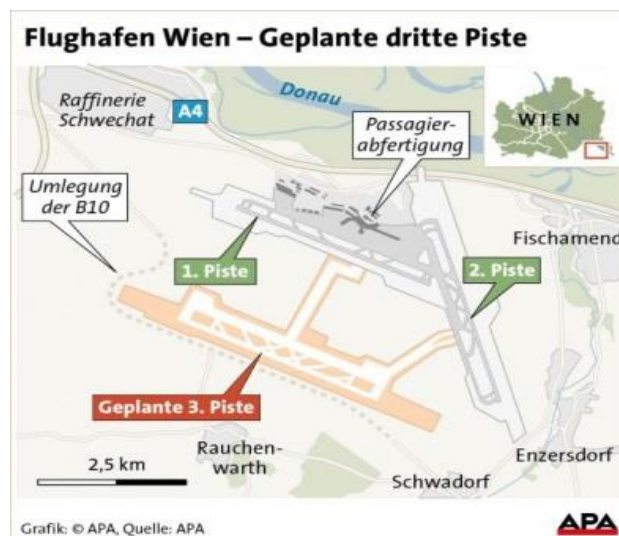 Flughafen Wien – Geplante dritte Piste
Raffinerie
Schwechat
A4
Donau
Passagier-
abfertigung
WIEN
Umlegung
der B10
Fischamend
1. Piste
2. Piste
Geplante 3. Piste
Rauchen-
warth
Enzersdorf
2,5 km
Schwadorf
Grafik: © APA, Quelle: APA
APA